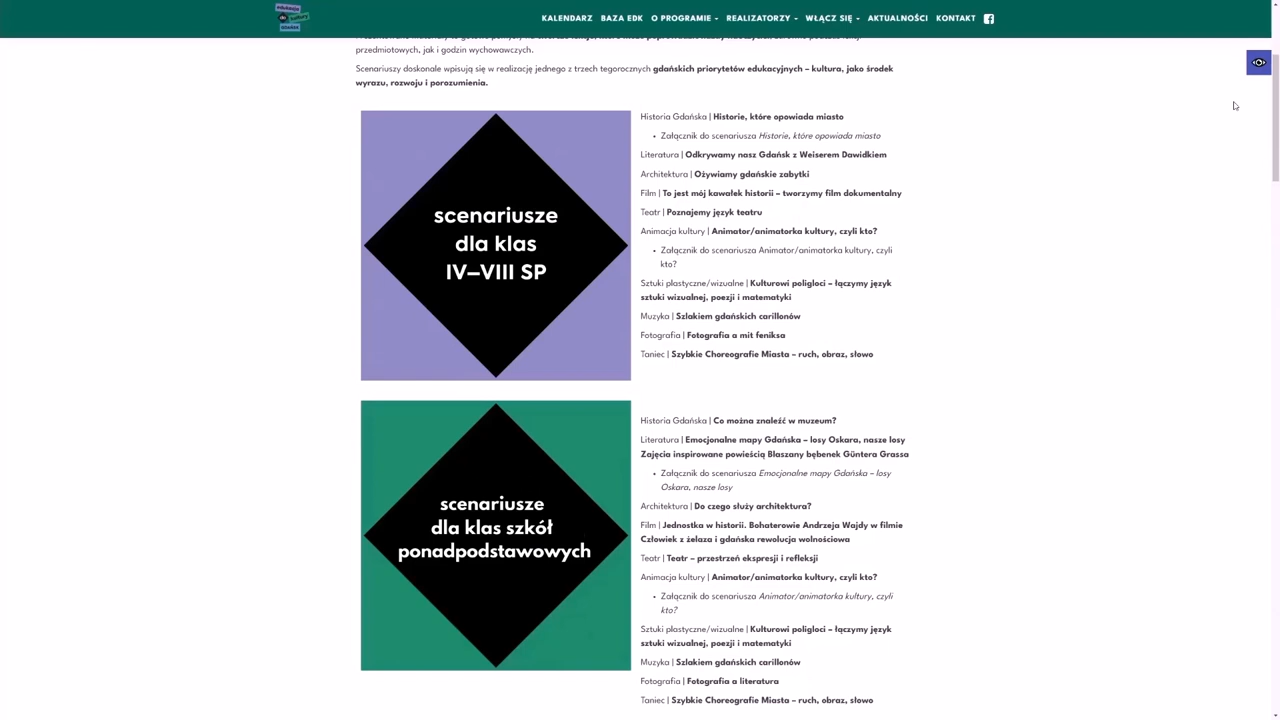 edukacja
do kultury
Gdańsk
KALENDARZ BAZA EDK O PROGRAMIE REALIZATORZY WŁĄCZ SIĘ AKTUALNOŚCI KONTAKT
przedmiotowych, jak i godzin wychowawczych.
Scenariuszy doskonale wpisują się w realizację jednego z trzech tegorocznych gdańskich priorytetów edukacyjnych – kultura, jako środek
wyrazu, rozwoju i porozumienia.
scenariusze
dla klas
IV–VIII SP
Historia Gdańska | Historie, które opowiada miasto
• Załącznik do scenariusza Historie, które opowiada miasto
Literatura | Odkrywamy nasz Gdańsk z Weiserem Dawidkiem
Architektura | Ożywiamy gdańskie zabytki
Film | To jest mój kawałek historii – tworzymy film dokumentalny
Teatr | Poznajemy język teatru
Animacja kultury | Animator/animatorka kultury, czyli kto?
• Załącznik do scenariusza Animator/animatorka kultury, czyli
kto?
Sztuki plastyczne/wizualne | Kulturowi poligloci – łączymy język
sztuki wizualnej, poezji i matematyki
Muzyka | Szlakiem gdańskich carillonów
Fotografia | Fotografia a mit feniksa
Taniec | Szybkie Choreografie Miasta – ruch, obraz, słowo
scenariusze
dla klas szkół
ponadpodstawowych
Historia Gdańska | Co można znaleźć w muzeum?
Literatura | Emocjonalne mapy Gdańska – losy Oskara, nasze losy
Zajęcia inspirowane powieścią Blaszany bębenek Güntera Grassa
• Załącznik do scenariusza Emocjonalne mapy Gdańska – losy
Oskara, nasze losy
Architektura | Do czego służy architektura?
Film | Jednostka w historii. Bohaterowie Andrzeja Wajdy w filmie
Człowiek z żelaza i gdańska rewolucja wolnościowa
Teatr | Teatr – przestrzeń ekspresji i refleksji
Animacja kultury | Animator/animatorka kultury, czyli kto?
• Załącznik do scenariusza Animator/animatorka kultury, czyli
kto?
Sztuki plastyczne/wizualne | Kulturowi poligloci – łączymy język
sztuki wizualnej, poezji i matematyki
Muzyka | Szlakiem gdańskich carillonów
Fotografia | Fotografia a literatura
Taniec | Szybkie Choreografie Miasta – ruch, obraz, słowo